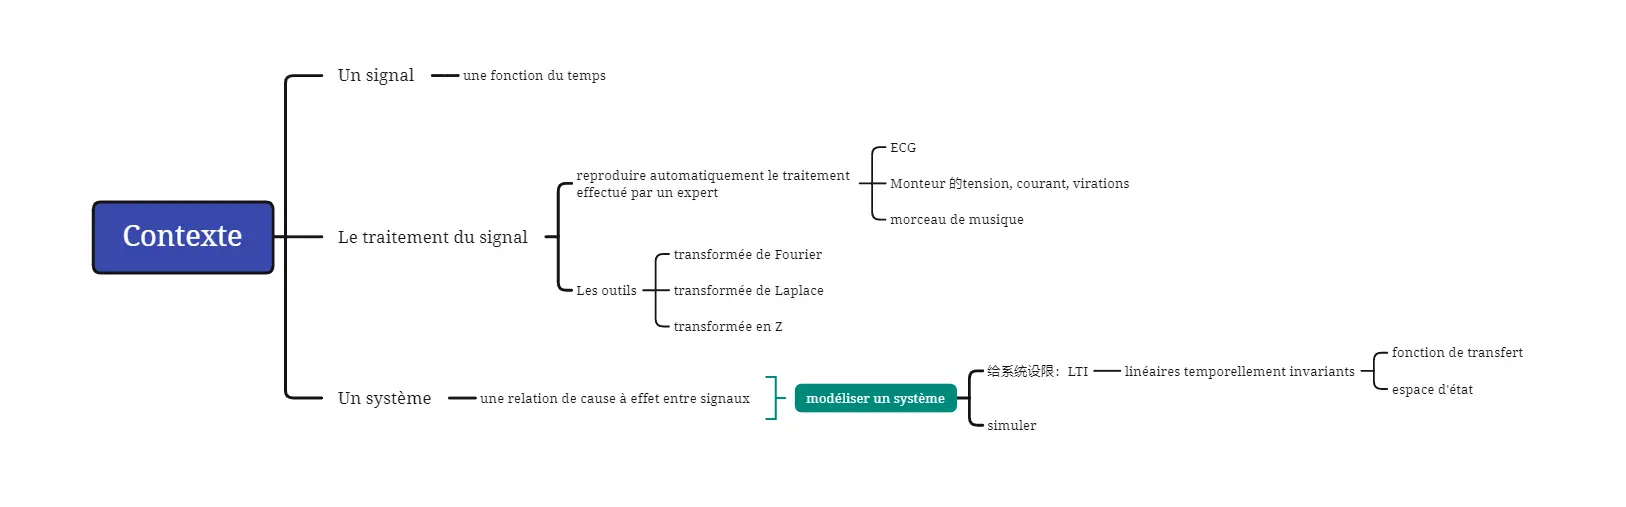 Contexte
Un signal
une fonction du temps
Le traitement du signal
reproduire automatiquement le traitement
effectué par un expert
ECG
Monteur 的tension, courant, virations
morceau de musique
Les outils
transformée de Fourier
transformée de Laplace
transformée en Z
Un système
une relation de cause à effet entre signaux
modéliser un système
给系统设限：LTI
linéaires temporellement invariants
fonction de transfert
espace d'état
simuler